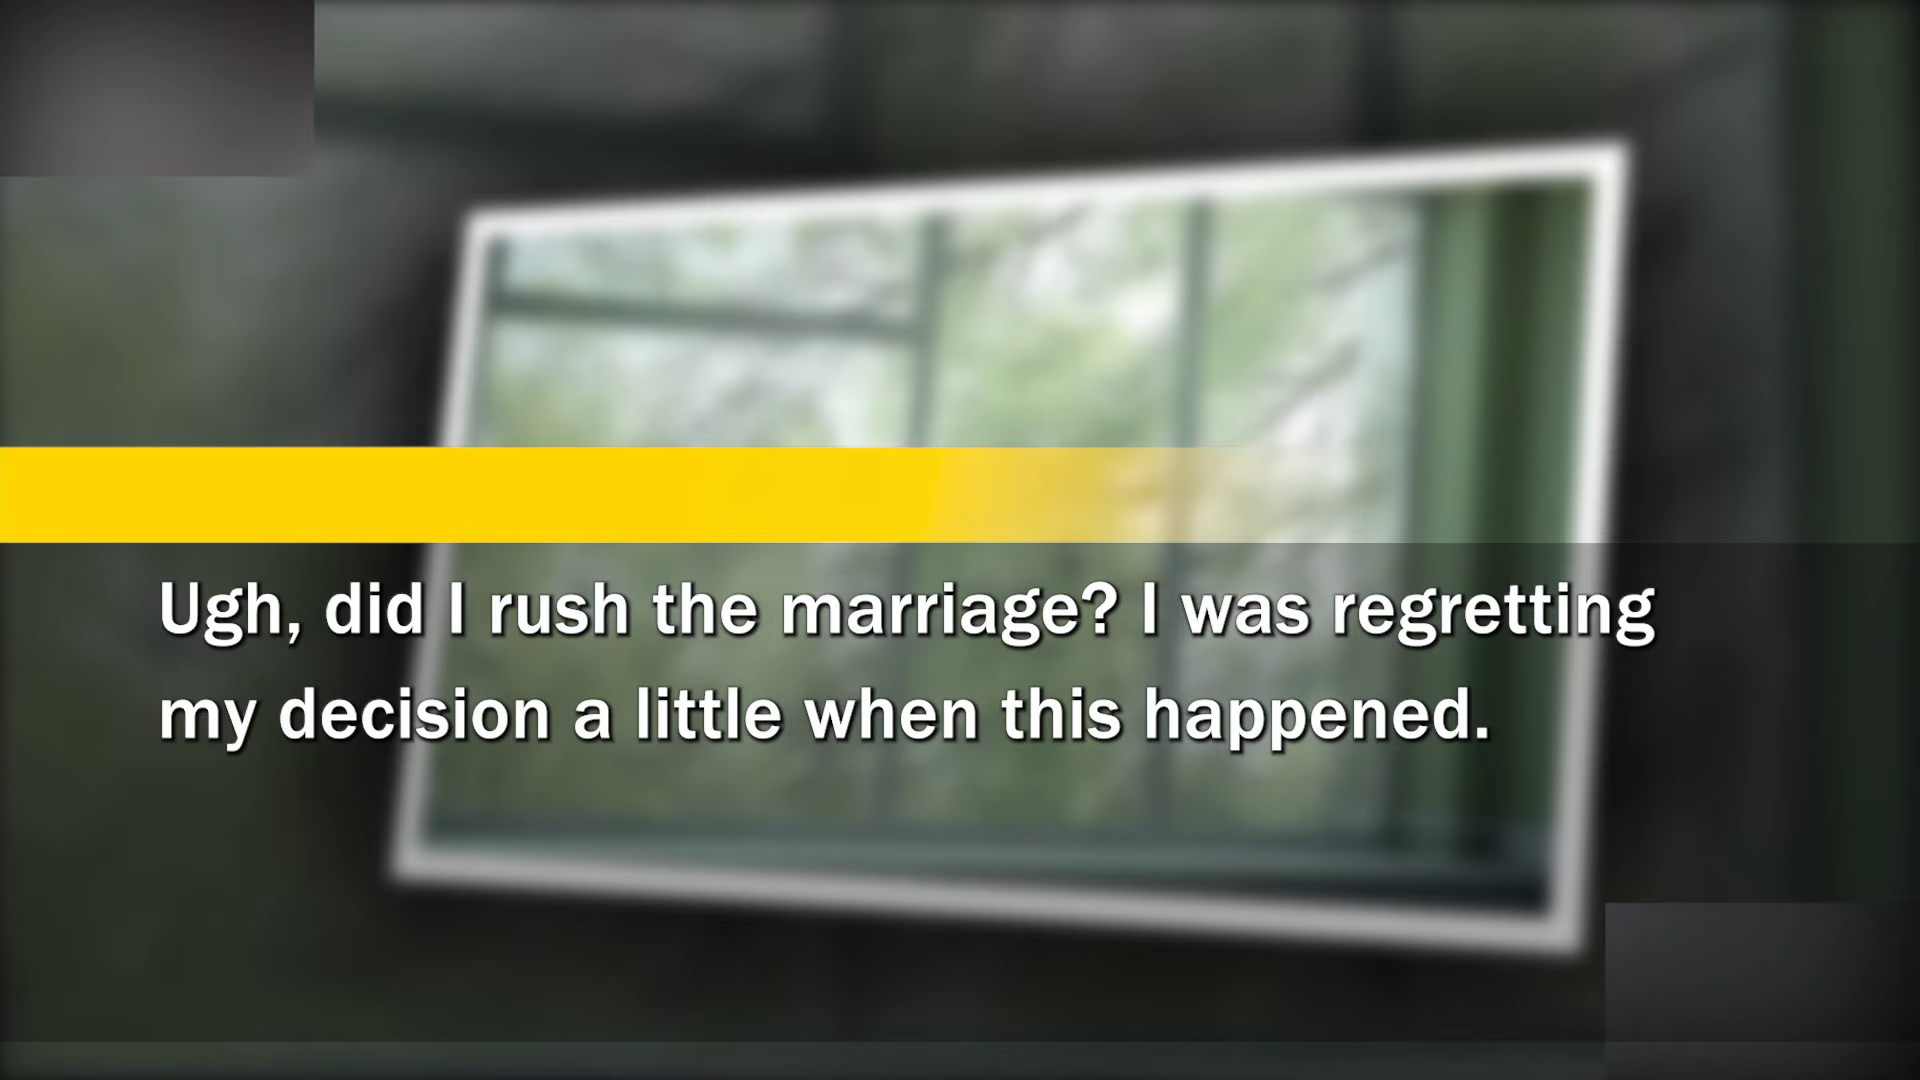 Ugh, did I rush the marriage? I was regretting
my decision a little when this happened.